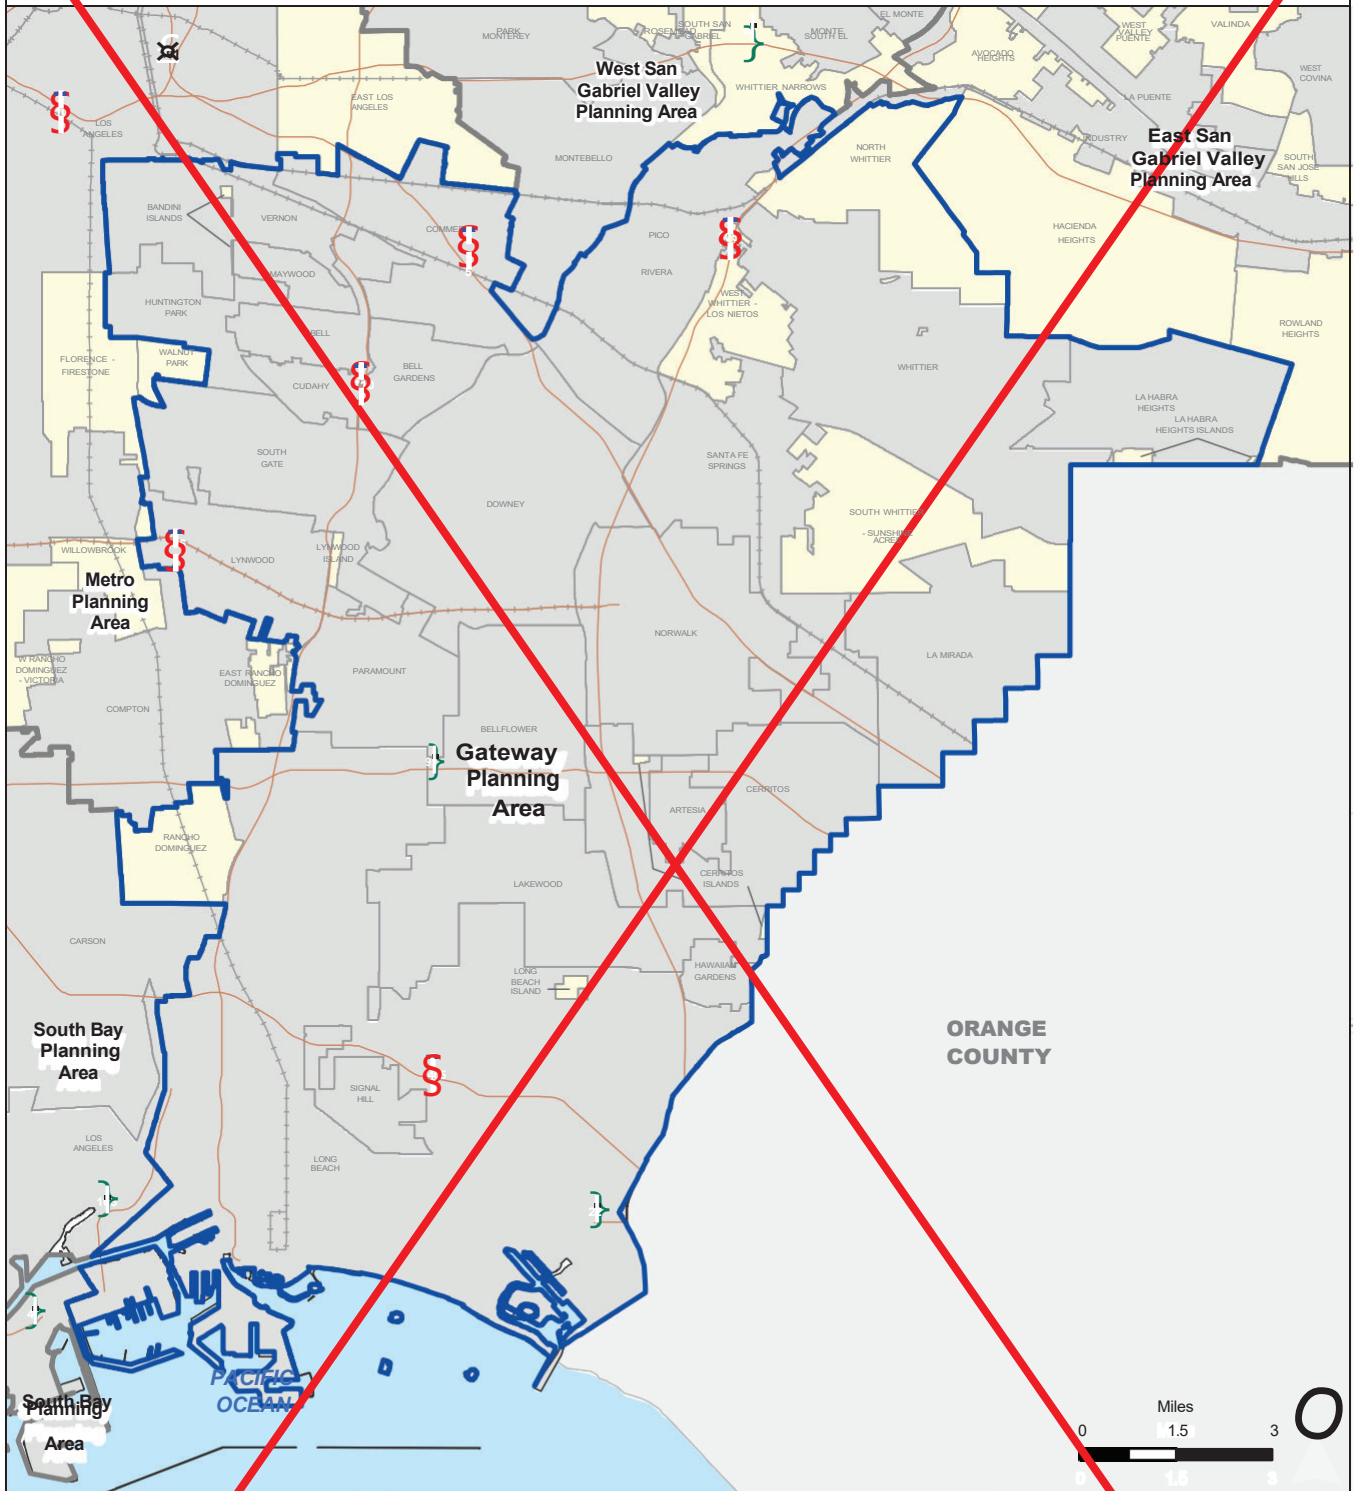 EL MONTE
SOUTH SAN
GABRIEL
ROSEMEAD
MONTEREY
PARK
MONTE
SOUTH EL
WEST
PUENTE
VALLEY
VALINDA
AVOCADO
HEIGHTS
WEST
COVINA
West San
Gabriel Valley
Planning Area
WHITTIER NARROWS
LA PUENTE
EAST LOS
ANGELES
LOS
ANGELES
INDUSTRY
East San
Gabriel Valley
Planning Area
MONTEBELLO
NORTH
WHITTIER
SOUTH
SAN JOSE
HILLS
BANDINI
ISLANDS
VERNON
COMMERCE
PICO
RIVERA
HACIENDA
HEIGHTS
MAYWOOD
HUNTINGTON
PARK
WEST
WHITTIER -
LOS NIETOS
ROWLAND
HEIGHTS
BELL
FLORENCE -
FIRESTONE
WALNUT
PARK
CUDAHY
BELL
GARDENS
WHITTIER
LA HABRA
HEIGHTS
LA HABRA
HEIGHTS ISLANDS
SOUTH
GATE
SANTA FE
SPRINGS
DOWNEY
SOUTH WHITTIER
- SUNSHINE
ACRES
WILLOWBROOK
LYNWOOD
LYNWOOD
ISLAND
Metro
Planning
Area
NORWALK
LA MIRADA
W RANCHO
DOMINGUEZ
- VICTORIA
EAST RANCHO
DOMINGUEZ
PARAMOUNT
COMPTON
BELLFLOWER
Gateway
Planning
Area
CERRITOS
ARTESIA
RANCHO
DOMINGUEZ
LAKEWOOD
CERRITOS
ISLANDS
CARSON
LONG
BEACH
ISLAND
HAWAIIAN
GARDENS
South Bay
Planning
Area
ORANGE
COUNTY
SIGNAL
HILL
LOS
ANGELES
LONG
BEACH
PACIFIC
OCEAN
South Bay
Planning
Area
Miles
0 1.5 3
0 1.5 3